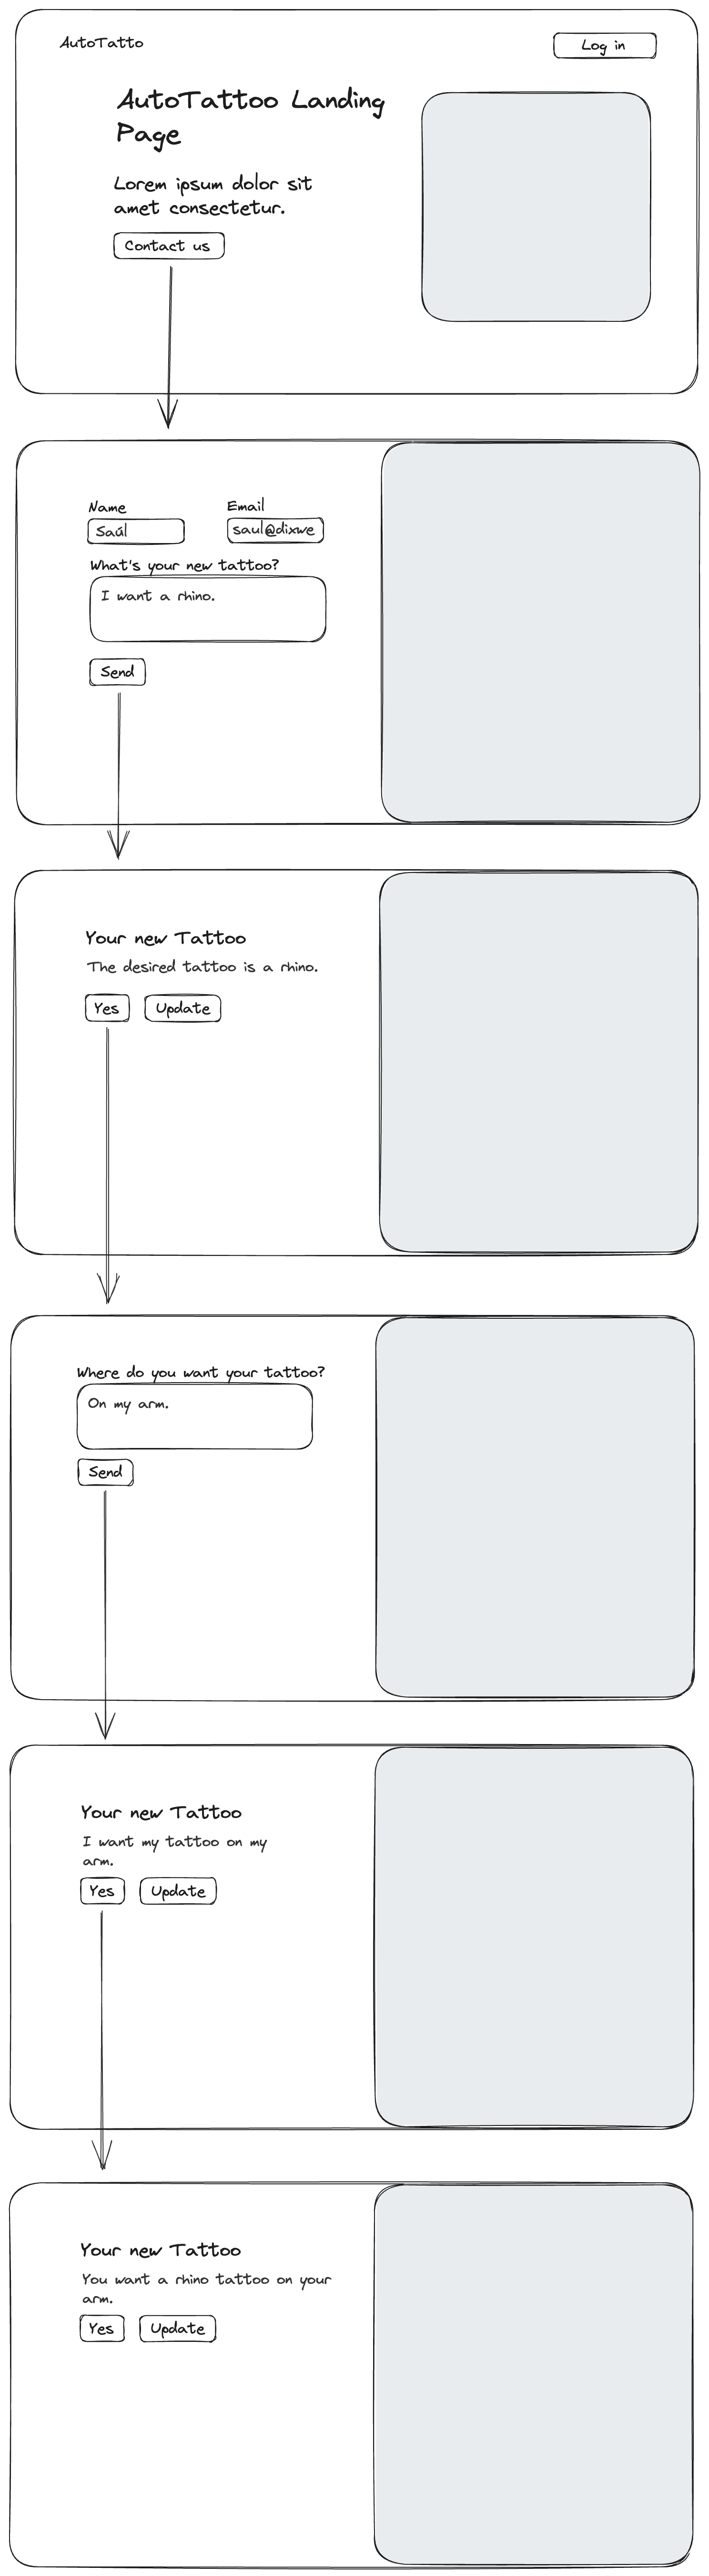 AutoTatto
Log in
AutoTattoo Landing
Page
Lorem ipsum dolor sit
amet consectetur.
Contact us
Name
Email
Saúl
saul@dixwe
What's your new tattoo?
I want a rhino.
Send
Your new Tattoo
The desired tattoo is a rhino.
Yes
Update
Where do you want your tattoo?
On my arm.
Send
Your new Tattoo
I want my tattoo on my
arm.
Yes
Update
Your new Tattoo
You want a rhino tattoo on your
arm.
Yes
Update